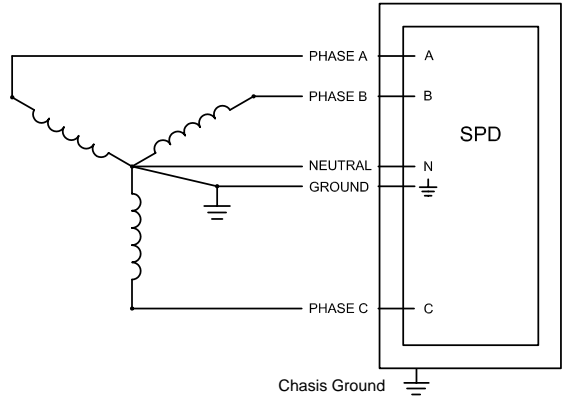 PHASE A A
PHASE B B
SPD
NEUTRAL N
GROUND
PHASE C C
Chasis Ground